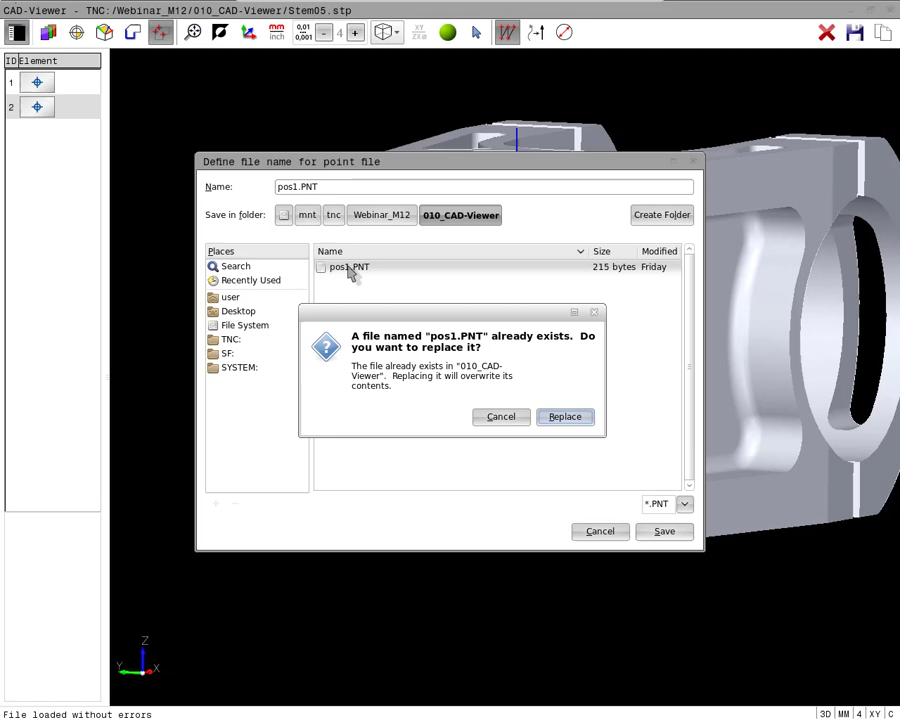 CAD-Viewer - TNC:/Webinar_M12/010_CAD-Viewer/Stem05.stp
mm
inch
0,01
0,001
- 4 +
XY
ZX
ID Element
1
2
Define file name for point file
Name: pos1.PNT
Save in folder: mnt tnc Webinar_M12 010_CAD-Viewer Create Folder
Places
Search
Recently Used
user
Desktop
File System
TNC:
SF:
SYSTEM:
Name Size Modified
pos1.PNT 215 bytes Friday
A file named "pos1.PNT" already exists. Do
you want to replace it?
The file already exists in "010_CAD-
Viewer". Replacing it will overwrite its
contents.
Cancel Replace
*.PNT
Cancel Save
Z
Y X
File loaded without errors
3D MM 4 XY C